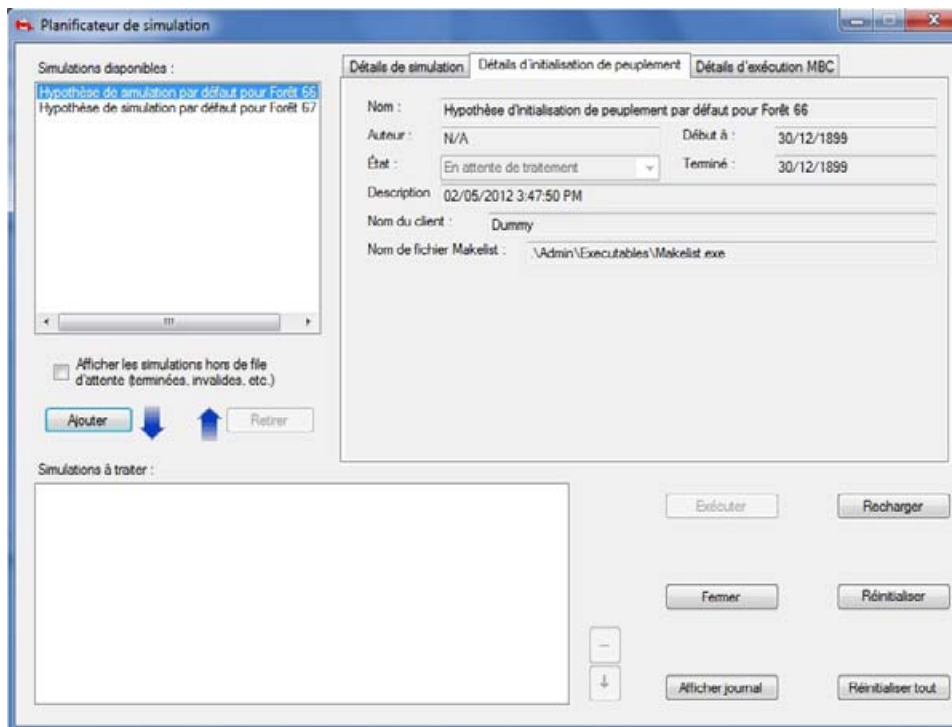 Planificateur de simulation
Simulations disponibles :
Hypothèse de simulation par défaut pour Forêt 66
Hypothèse de simulation par défaut pour Forêt 67
Afficher les simulations hors de file
d'attente (terminées, invalides, etc.)
Ajouter
Retirer
Détails de simulation
Détails d'initialisation de peuplement
Détails d'exécution MBC
Nom :
Hypothèse d'initialisation de peuplement par défaut pour Forêt 66
Auteur :
N/A
Début à :
30/12/1899
État :
En attente de traitement
Terminé :
30/12/1899
Description
02/05/2012 3:47:50 PM
Nom du client :
Dummy
Nom de fichier Makelist :
.\Admin\Executables\Makelist.exe
Simulations à traiter :
Exécuter
Recharger
Fermer
Réinitialiser
Afficher journal
Réinitialiser tout